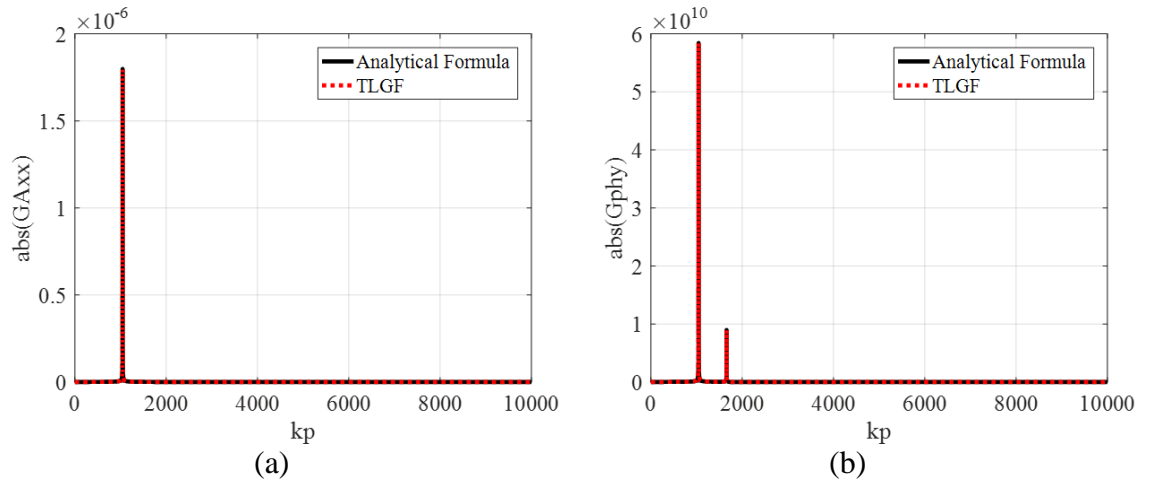 ×10⁻⁶
2
1.5
1
0.5
0
abs(GAxx)
Analytical Formula
TLGF
0 2000 4000 6000 8000 10000
kp
(a)
×10¹⁰
6
5
4
3
2
1
0
abs(Gphy)
Analytical Formula
TLGF
0 2000 4000 6000 8000 10000
kp
(b)